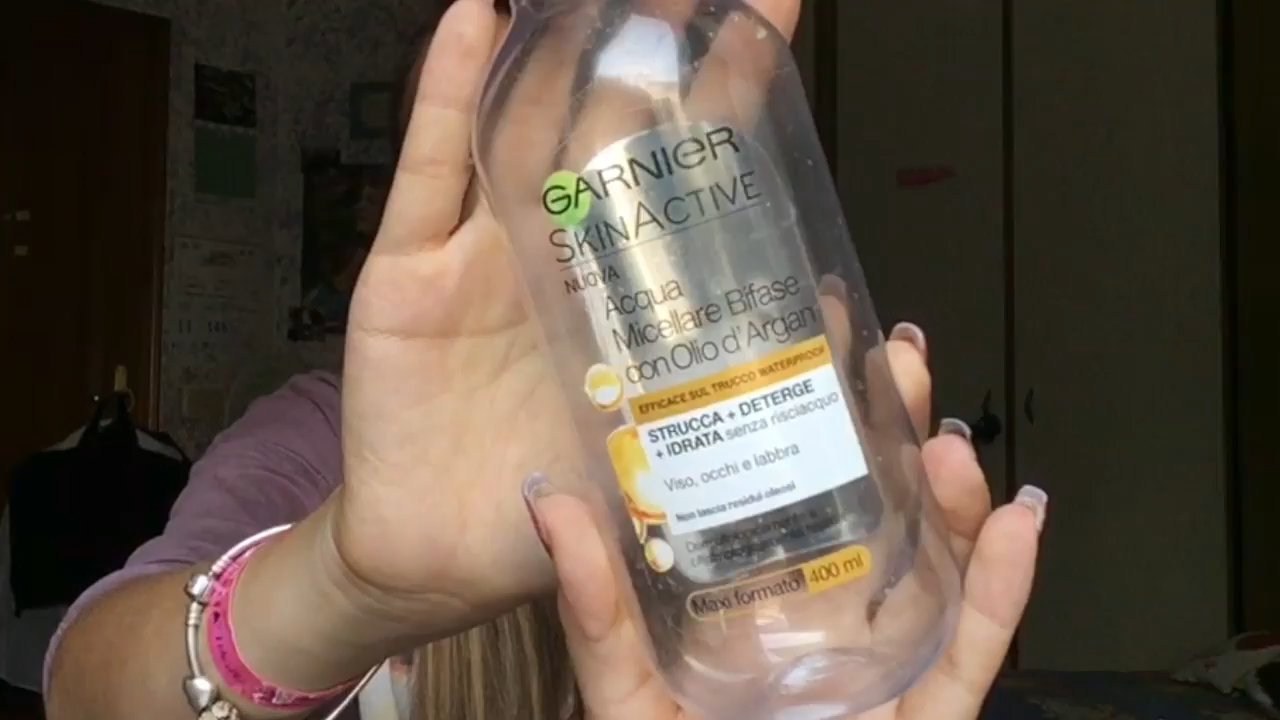 GARNIER
SKINACTIVE
NUOVA
Acqua
Micellare Bifase
con Olio d'Argan
EFFICACE SUL TRUCCO WATERPROOF
STRUCCA + DETERGE
+ IDRATA senza risciacquo
Viso, occhi e labbra
Non lascia residui oleosi
Maxi formato 400 ml